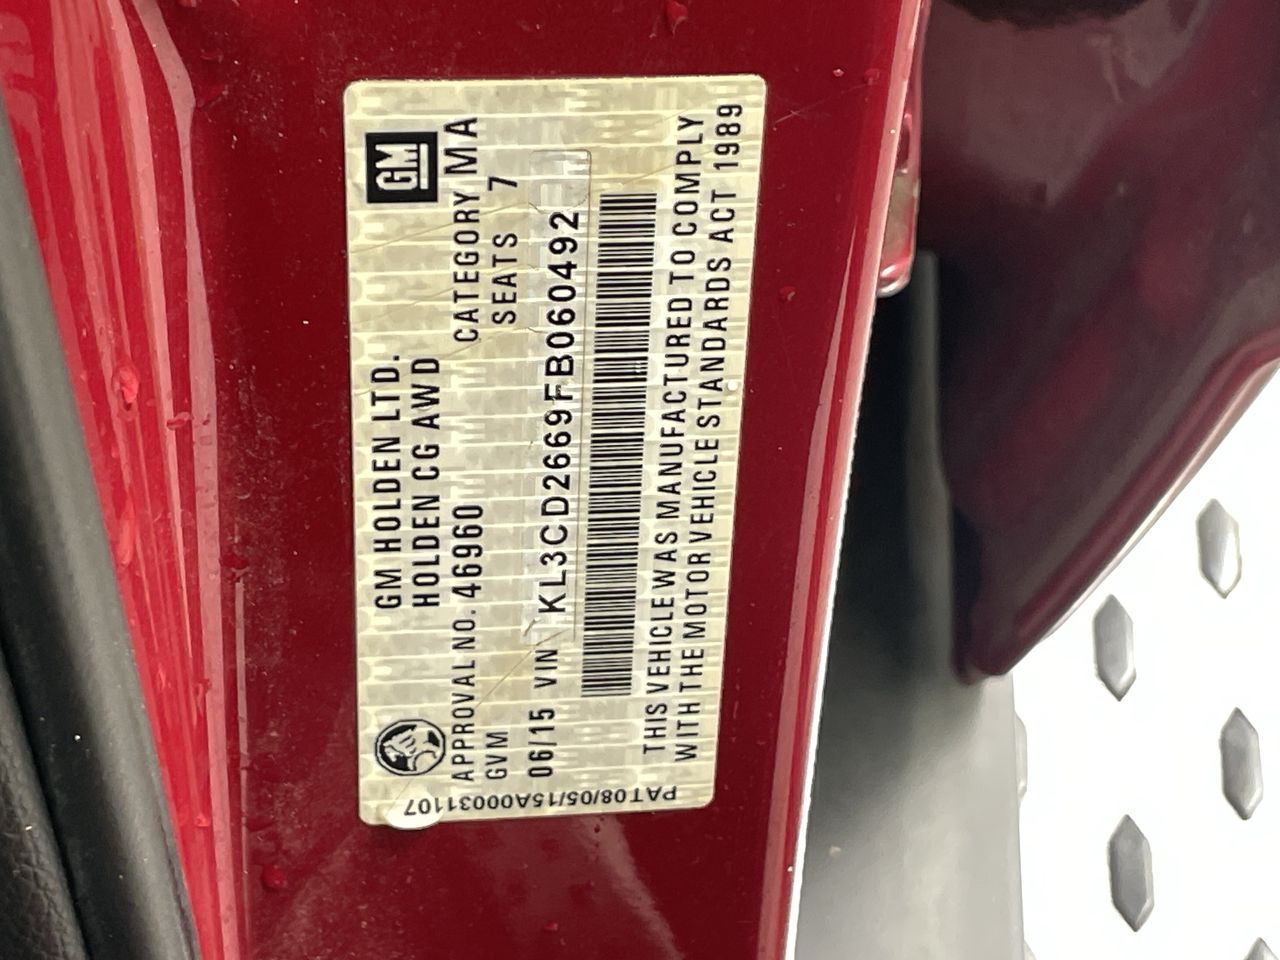 GM HOLDEN LTD.
GM
HOLDEN CG AWD
APPROVAL NO. 46960
CATEGORY MA
GVM
SEATS 7
06/15 VIN KL3CD2669FB060492
THIS VEHICLE WAS MANUFACTURED TO COMPLY
WITH THE MOTOR VEHICLE STANDARDS ACT 1989
PAT08/05/15A00031107